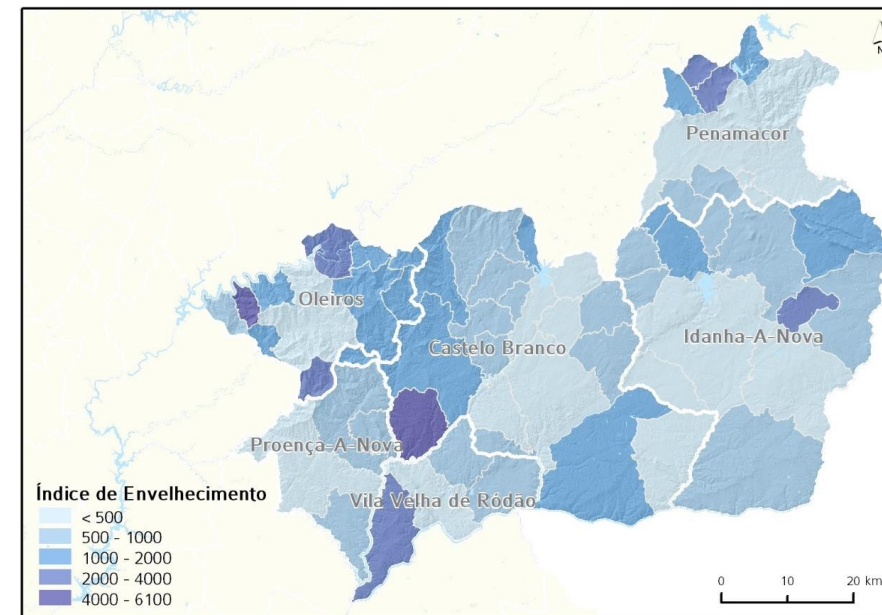 N
Penamacor
Oleiros
Idanha-A-Nova
Castelo Branco
Proença-A-Nova
Vila Velha de Ródão
Índice de Envelhecimento
< 500
500 - 1000
1000 - 2000
2000 - 4000
4000 - 6100
0 10 20 km